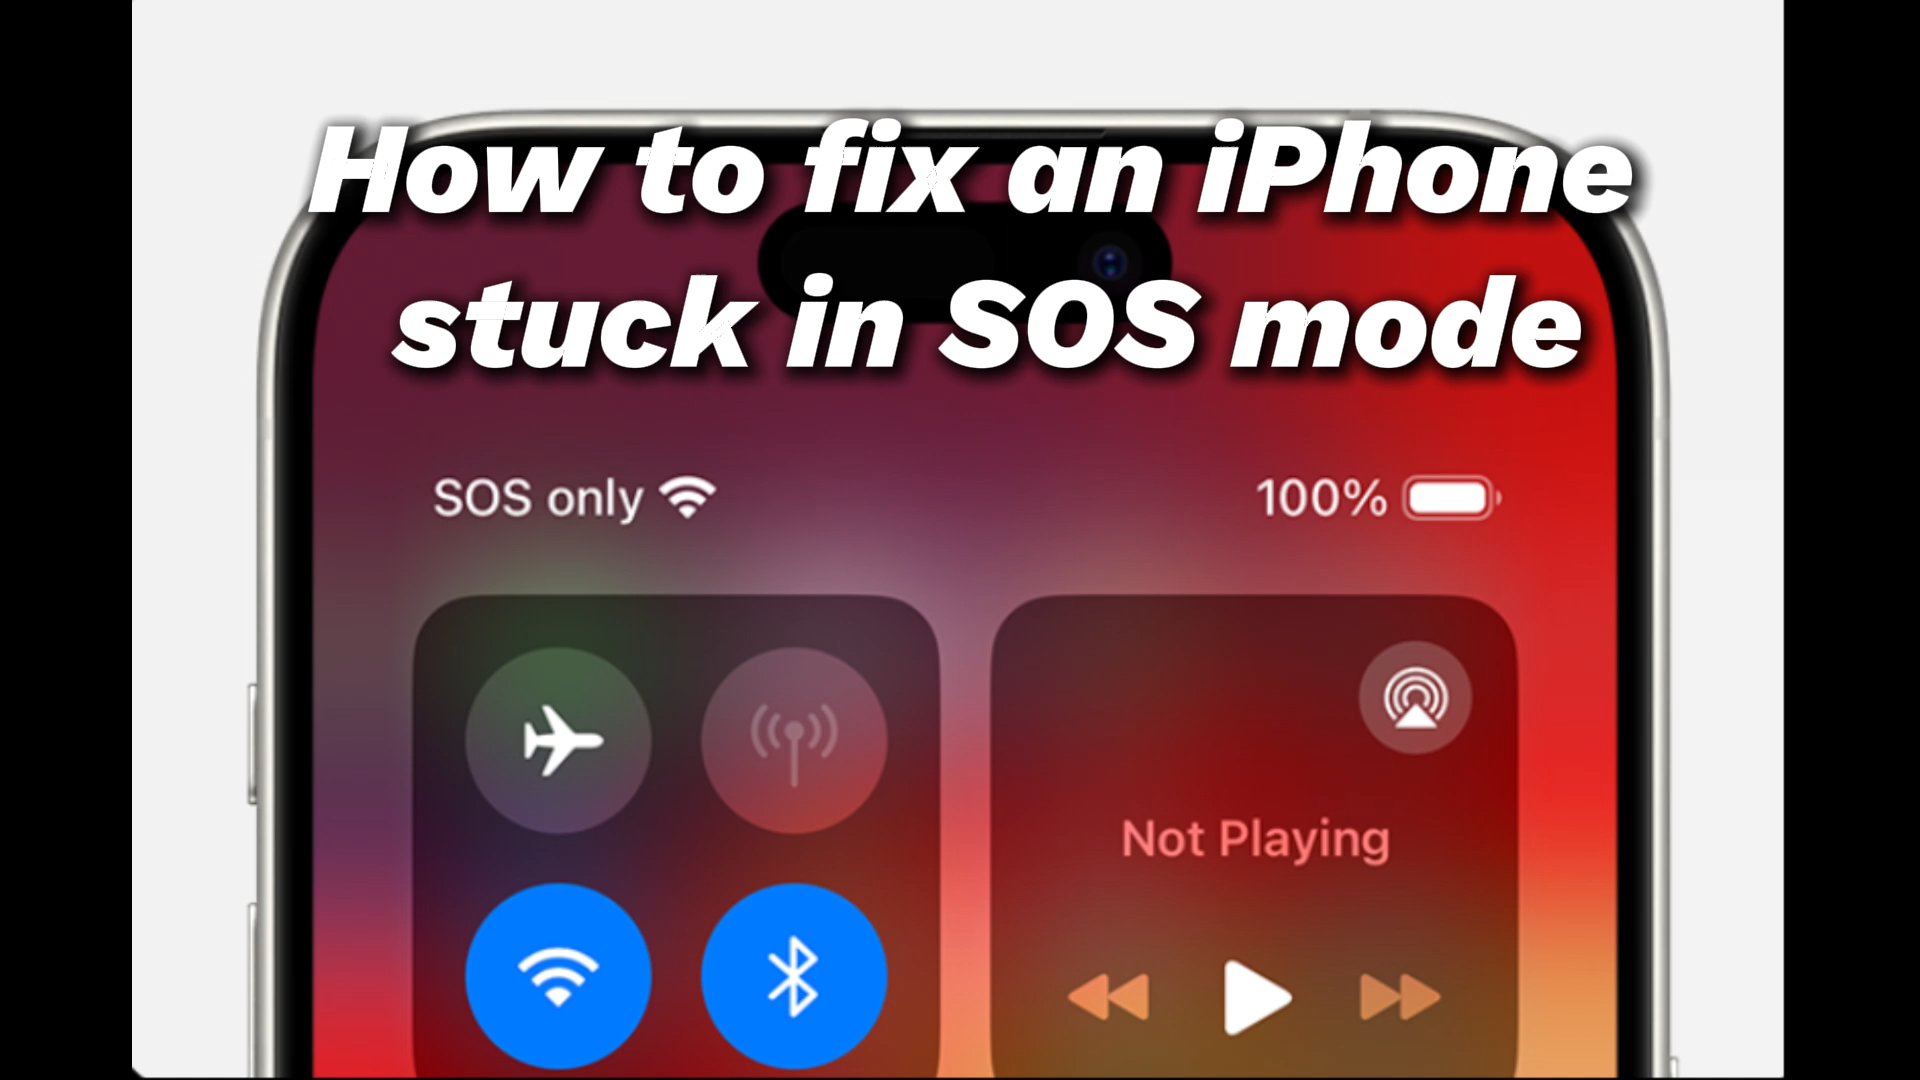 How to fix an iPhone
stuck in SOS mode
SOS only
100%
Not Playing